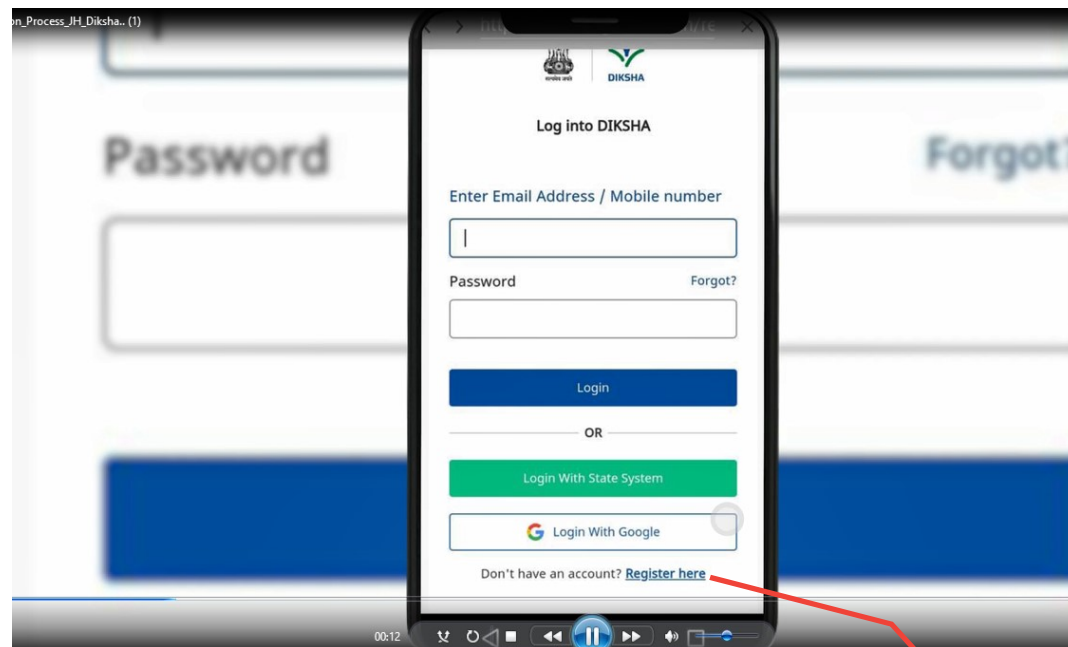 on_Process_JH_Diksha.. (1)
DIKSHA
Log into DIKSHA
Password
Forgot?
Enter Email Address / Mobile number
Password Forgot?
Login
OR
Login With State System
G Login With Google
Don't have an account? Register here
00:12